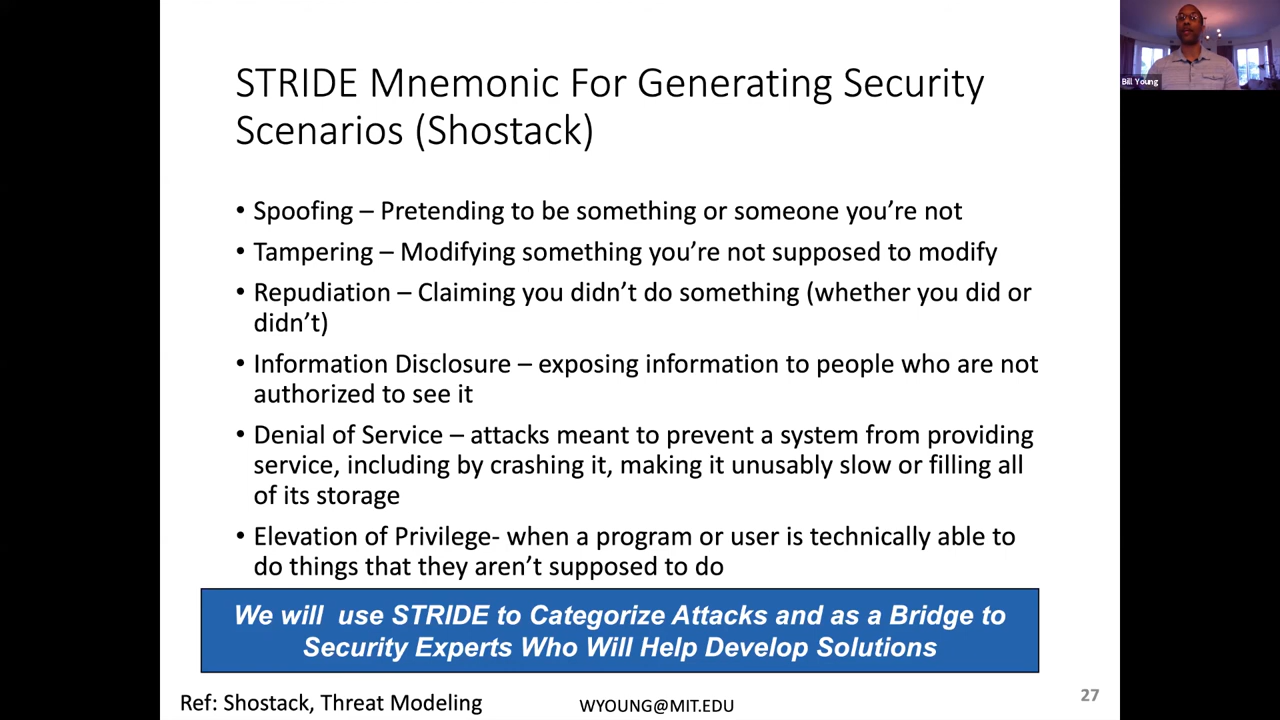 STRIDE Mnemonic For Generating Security
Scenarios (Shostack)
• Spoofing – Pretending to be something or someone you're not
• Tampering – Modifying something you're not supposed to modify
• Repudiation – Claiming you didn't do something (whether you did or
didn't)
• Information Disclosure – exposing information to people who are not
authorized to see it
• Denial of Service – attacks meant to prevent a system from providing
service, including by crashing it, making it unusably slow or filling all
of its storage
• Elevation of Privilege- when a program or user is technically able to
do things that they aren't supposed to do
We will use STRIDE to Categorize Attacks and as a Bridge to
Security Experts Who Will Help Develop Solutions
Ref: Shostack, Threat Modeling
WYOUNG@MIT.EDU
27
Bill Young